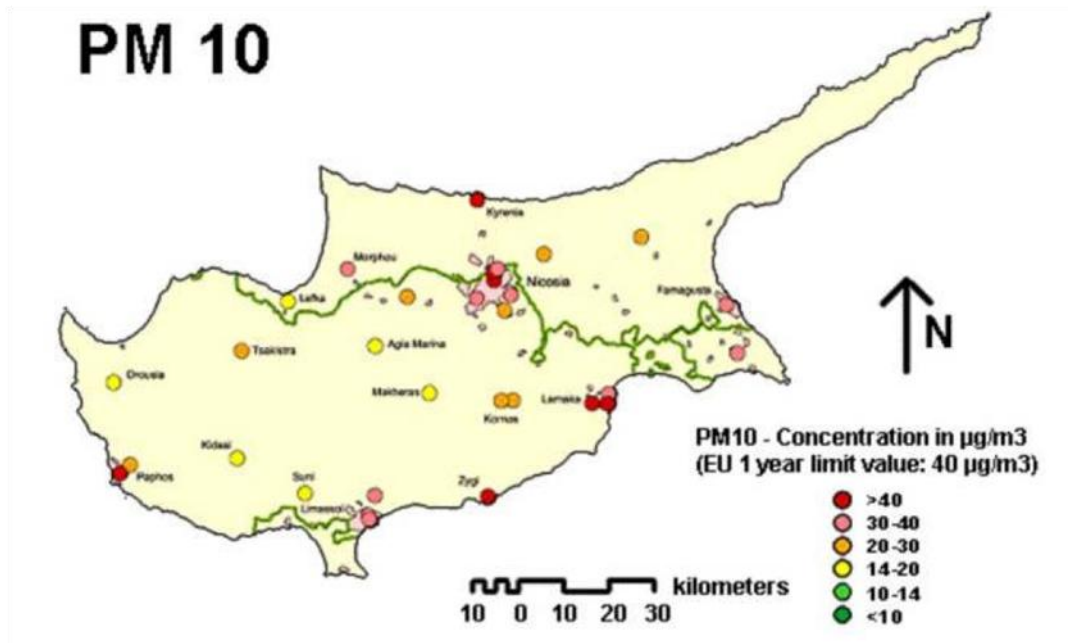 PM 10
Kyrenia
Morphou
Nicosia
Lefka
Famagusta
Tsakistra
Agia Marina
Drousia
Makheras
Larnaka
Kornos
Kidasi
Paphos
Suni
Zygi
Limassol
N
PM10 - Concentration in µg/m3
(EU 1 year limit value: 40 µg/m3)
>40
30-40
20-30
14-20
10-14
<10
kilometers
10 0 10 20 30